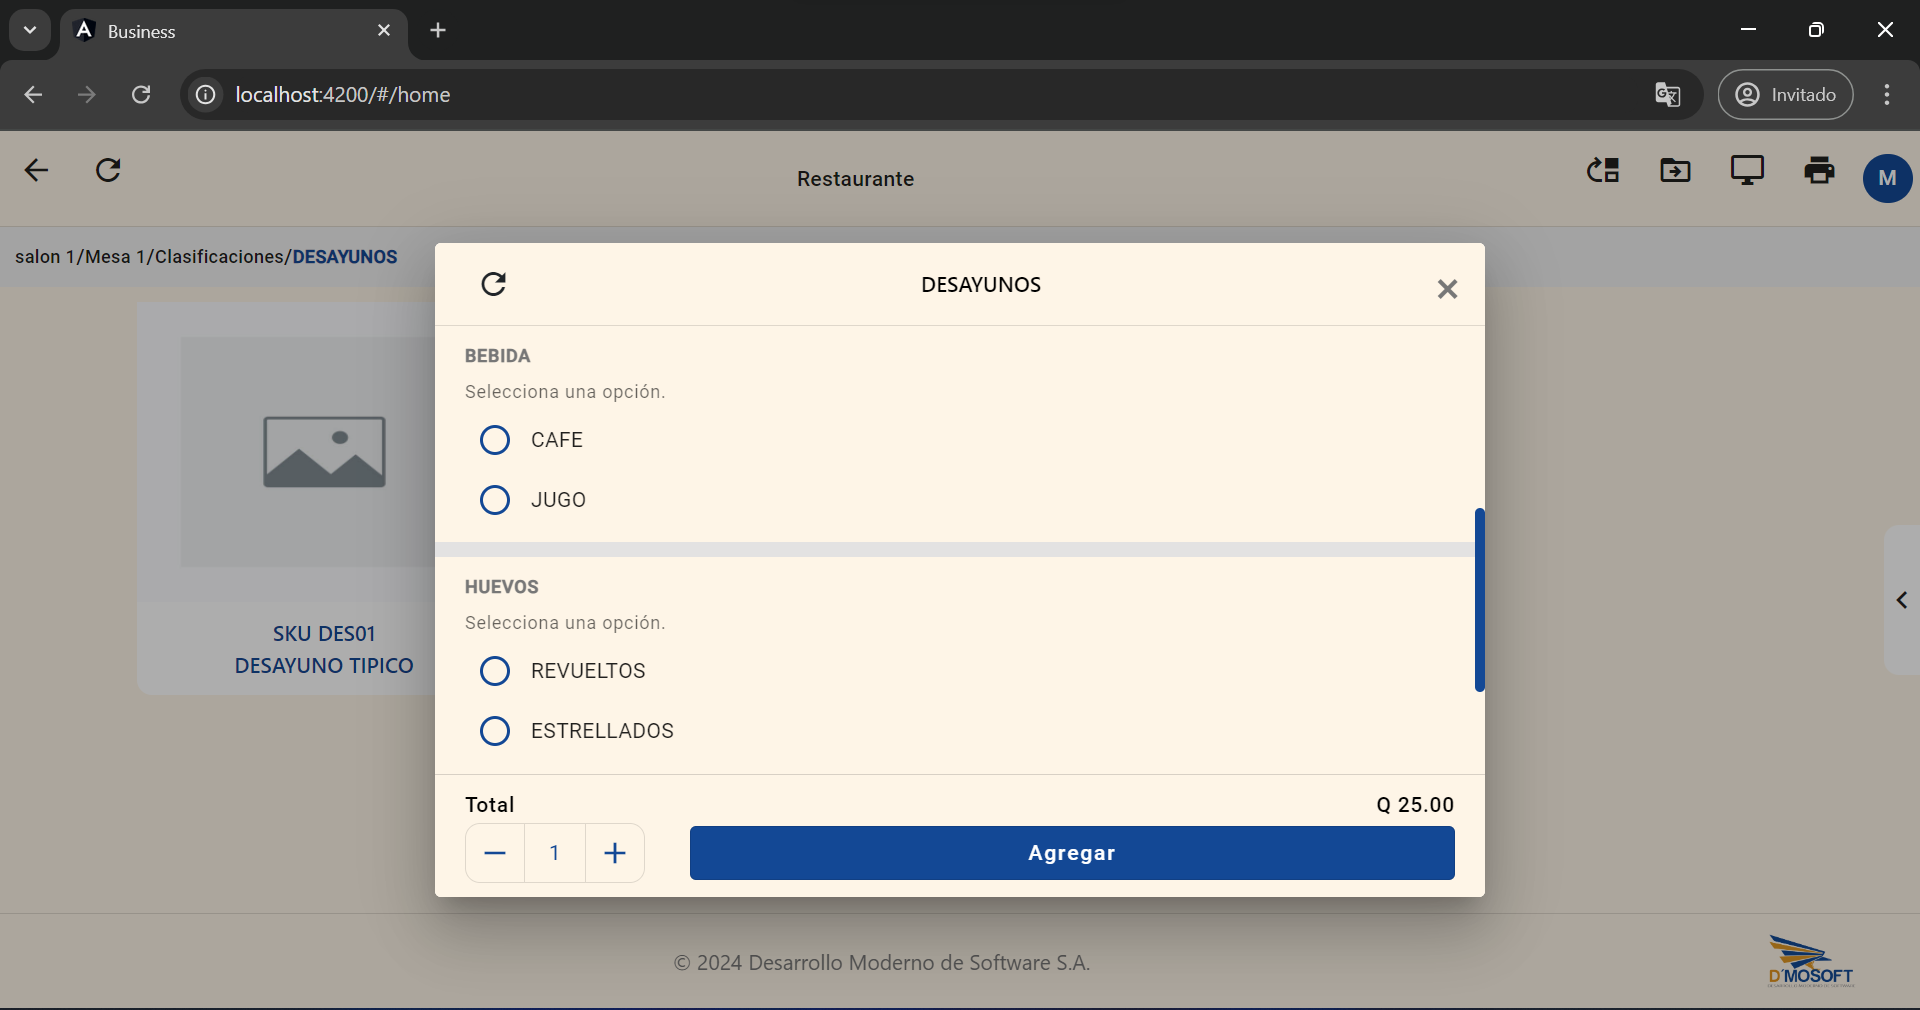 Business
localhost:4200/#/home
Invitado
Restaurante
M
salon 1/Mesa 1/Clasificaciones/DESAYUNOS
DESAYUNOS
BEBIDA
Selecciona una opción.
CAFE
JUGO
HUEVOS
Selecciona una opción.
REVUELTOS
ESTRELLADOS
SKU DES01
DESAYUNO TIPICO
Total
Q 25.00
1
Agregar
© 2024 Desarrollo Moderno de Software S.A.
D'MOSOFT